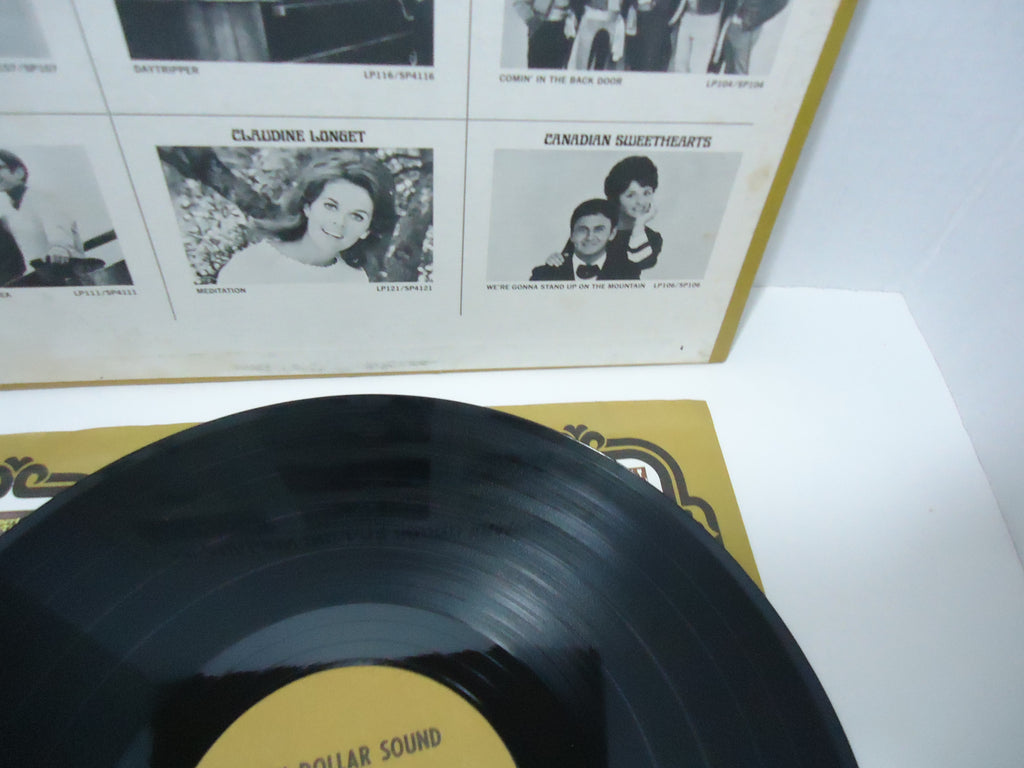 DAYTRIPPER
LP116/SP4116
COMIN' IN THE BACK DOOR
LP104/SP104
CLAUDINE LONGET
CANADIAN SWEETHEARTS
LP111/SP4111
MEDITATION
LP121/SP4121
WE'RE GONNA STAND UP ON THE MOUNTAIN
LP106/SP106
DOLLAR SOUND